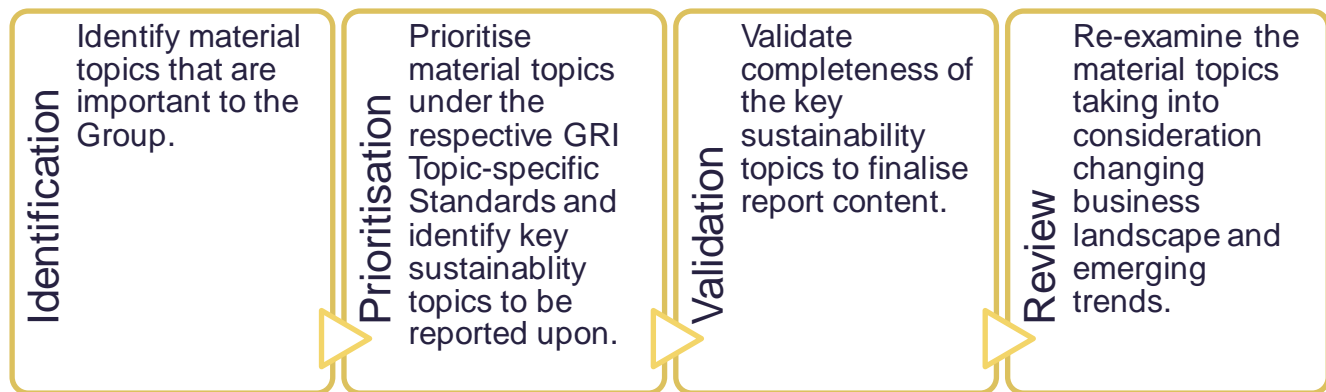 Identification
Identify material
topics that are
important to the
Group.
Prioritisation
Prioritise
material topics
under the
respective GRI
Topic-specific
Standards and
identify key
sustainablity
topics to be
reported upon.
Validation
Validate
completeness of
the key
sustainability
topics to finalise
report content.
Review
Re-examine the
material topics
taking into
consideration
changing
business
landscape and
emerging
trends.